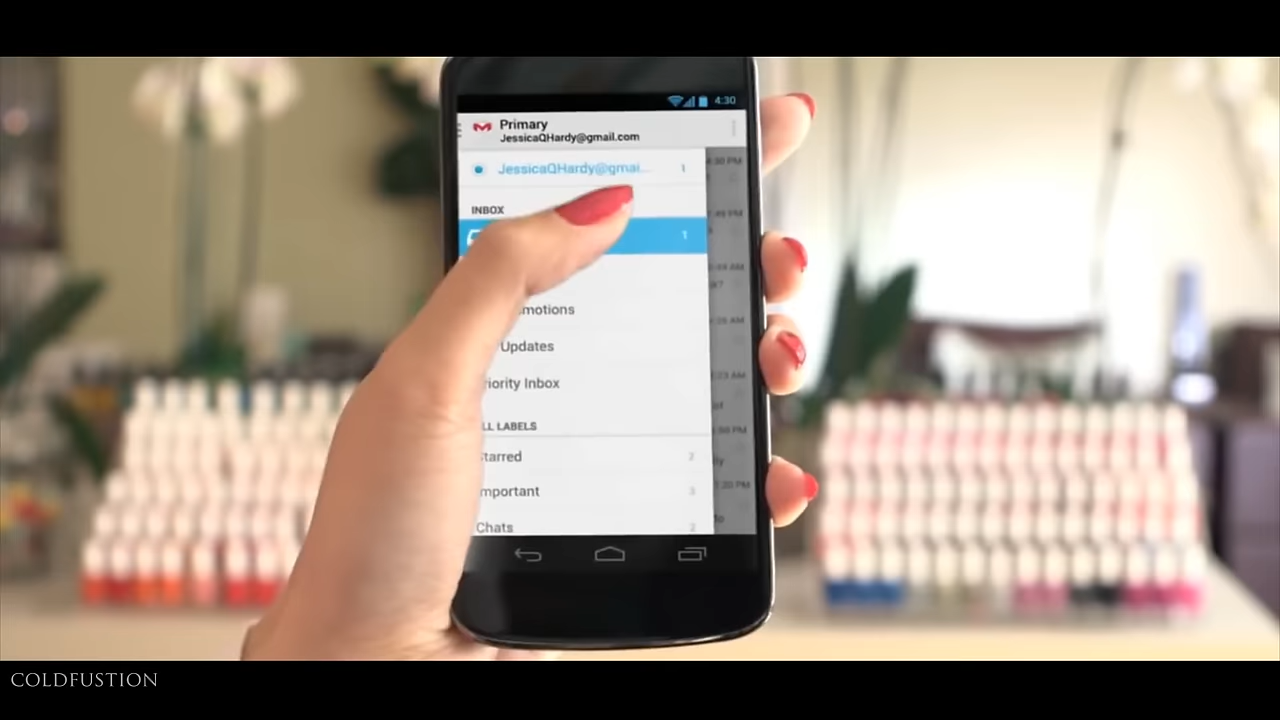 4:30
Primary
JessicaQHardy@gmail.com
JessicaQHardy@gmai... 1
INBOX
1
motions
Updates
riority Inbox
LL LABELS
Starred 2
mportant 3
Chats 2
COLDFUSTION